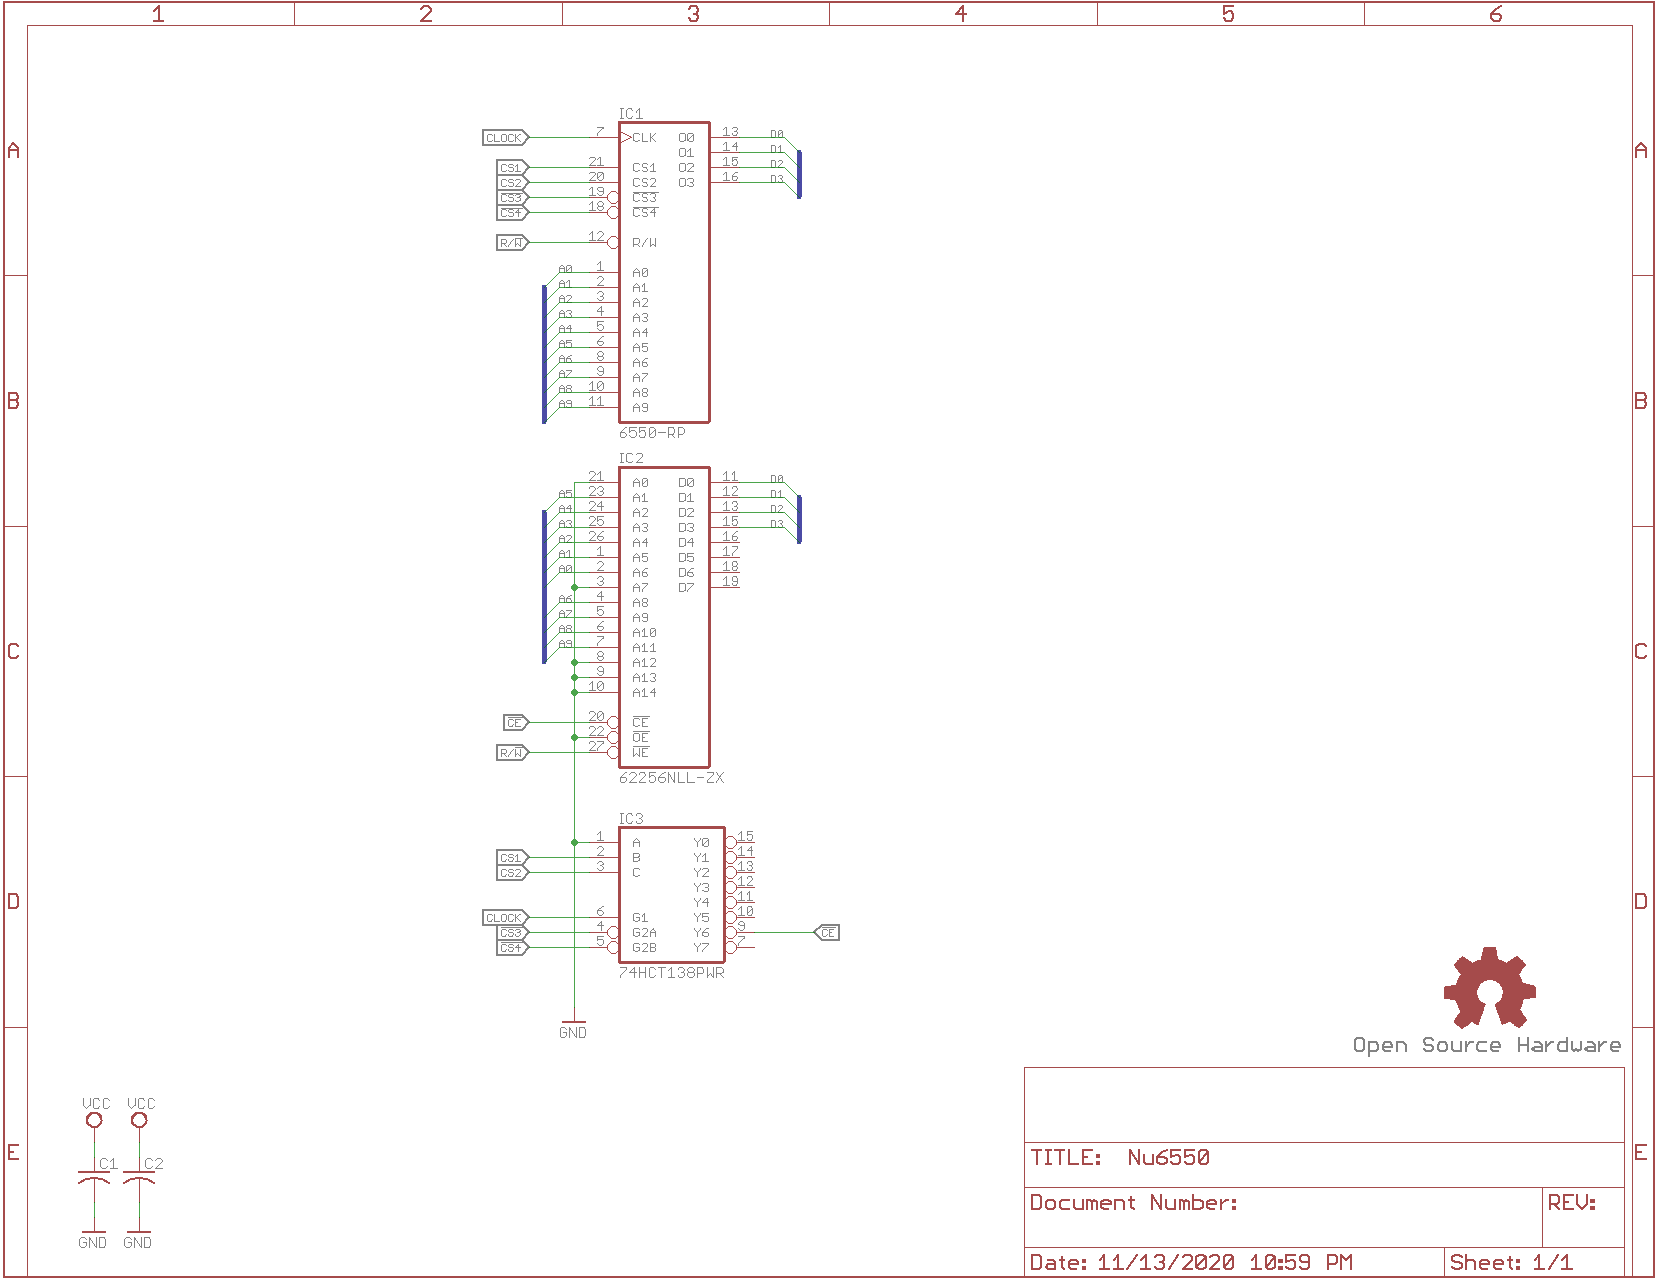 1 2 3 4 5 6
A A
B B
C C
D D
E E
IC1
CLOCK 7 CLK O0 13 D0
O1 14 D1
CS1 21 CS1 O2 15 D2
CS2 20 CS2 O3 16 D3
CS3 19 CS3
CS4 18 CS4
R/W 12 R/W
A0 1 A0
A1 2 A1
A2 3 A2
A3 4 A3
A4 5 A4
A5 6 A5
A6 8 A6
A7 9 A7
A8 10 A8
A9 11 A9
6550-RP
IC2
21 A0 D0 11 D0
A5 23 A1 D1 12 D1
A4 24 A2 D2 13 D2
A3 25 A3 D3 15 D3
A2 26 A4 D4 16
A1 1 A5 D5 17
A0 2 A6 D6 18
3 A7 D7 19
A6 4 A8
A7 5 A9
A8 6 A10
A9 7 A11
8 A12
9 A13
10 A14
CE 20 CE
22 OE
R/W 27 WE
62256NLL-ZX
IC3
1 A Y0 15
CS1 2 B Y1 14
CS2 3 C Y2 13
Y3 12
Y4 11
CLOCK 6 G1 Y5 10
CS3 4 G2A Y6 9 CE
CS4 5 G2B Y7 7
74HCT138PWR
GND
Open Source Hardware
VCC VCC
C1 C2
GND GND
TITLE: Nu6550
Document Number: REV:
Date: 11/13/2020 10:59 PM Sheet: 1/1